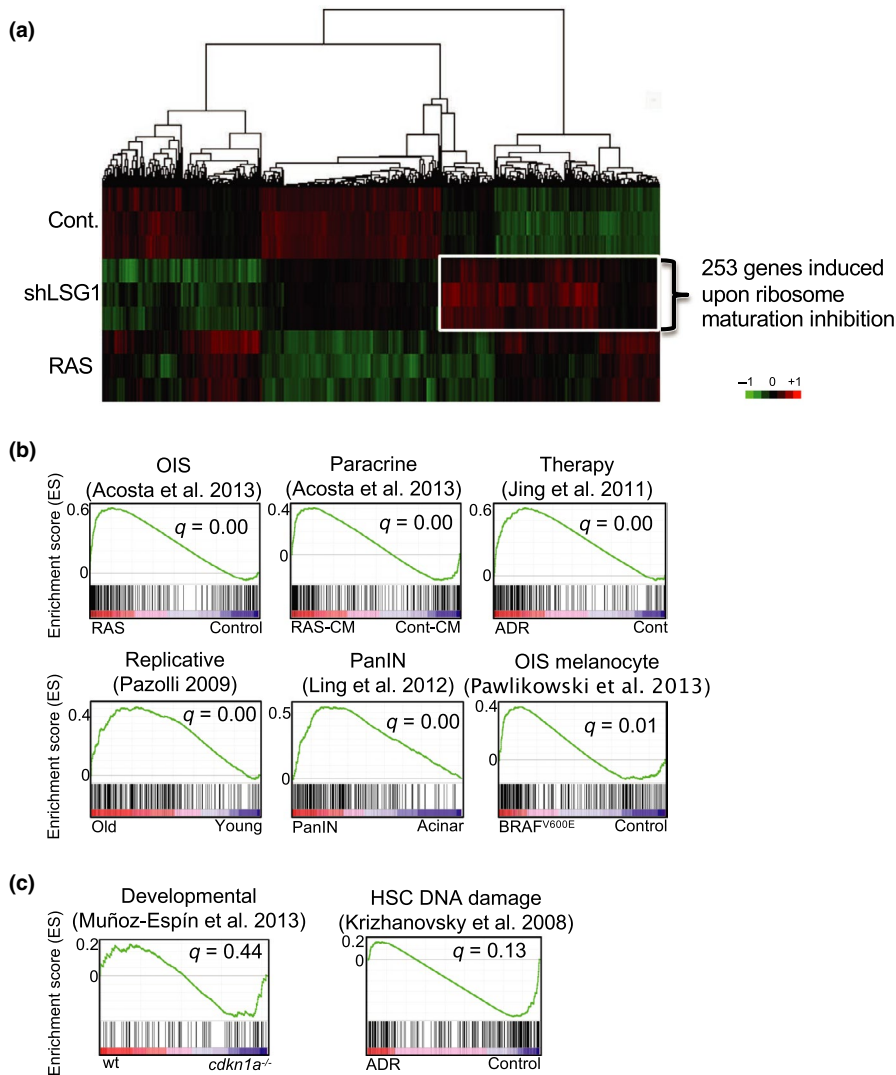 (a)
Cont.
shLSG1
RAS
253 genes induced
upon ribosome
maturation inhibition
–1 0 +1
(b)
Enrichment score (ES)
OIS
(Acosta et al. 2013)
0.6
q = 0.00
0
RAS Control
Paracrine
(Acosta et al. 2013)
0.4
q = 0.00
0
RAS-CM Cont-CM
Therapy
(Jing et al. 2011)
0.6
q = 0.00
0
ADR Cont
Enrichment score (ES)
Replicative
(Pazolli 2009)
0.4
q = 0.00
0
Old Young
PanIN
(Ling et al. 2012)
0.5
q = 0.00
0
PanIN Acinar
OIS melanocyte
(Pawlikowski et al. 2013)
0.4
q = 0.01
0
BRAFV600E Control
(c)
Enrichment score (ES)
Developmental
(Muñoz-Espín et al. 2013)
0.2
q = 0.44
0
wt cdkn1a-/-
HSC DNA damage
(Krizhanovsky et al. 2008)
0.2
q = 0.13
0
ADR Control